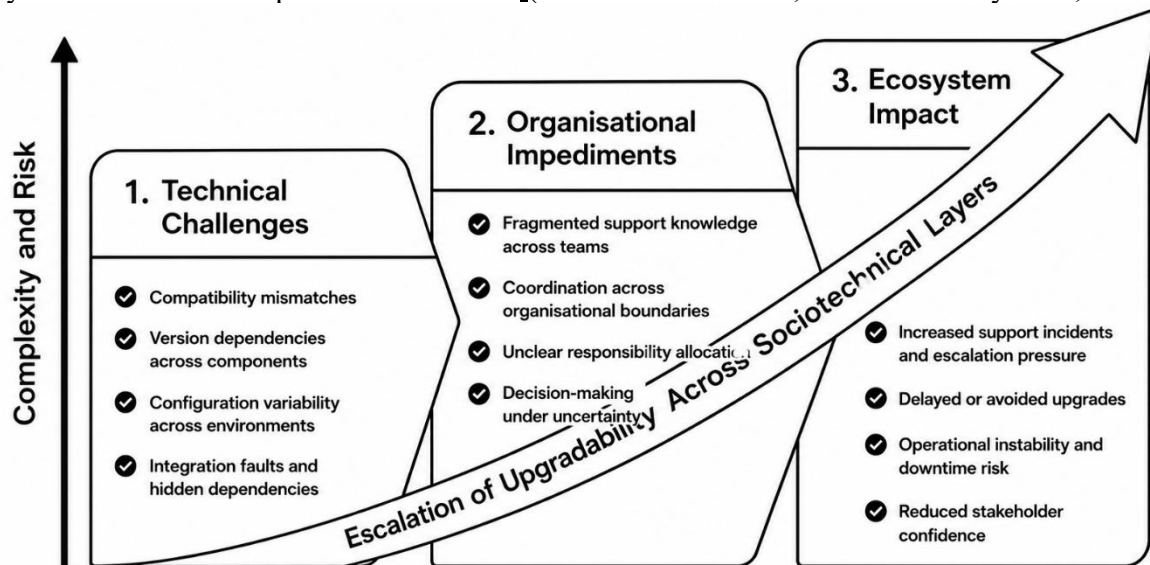 Complexity and Risk
1. Technical
Challenges
Compatibility mismatches
Version dependencies
across components
Configuration variability
across environments
Integration faults and
hidden dependencies
2. Organisational
Impediments
Fragmented support knowledge
across teams
Coordination across
organisational boundaries
Unclear responsibility allocation
Decision-making
under uncertainty
3. Ecosystem
Impact
Increased support incidents
and escalation pressure
Delayed or avoided upgrades
Operational instability and
downtime risk
Reduced stakeholder
confidence
Escalation of Upgradability Across Sociotechnical Layers